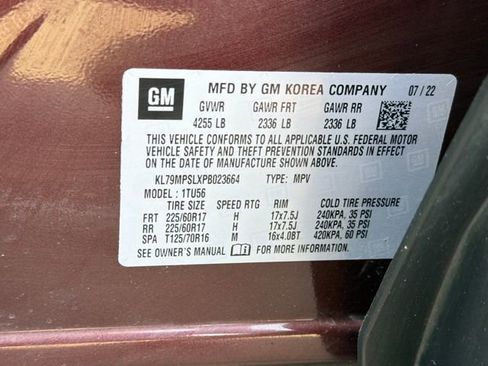 GM MFD BY GM KOREA COMPANY 07/22
GVWR GAWR FRT GAWR RR
4255 LB 2336 LB 2336 LB
THIS VEHICLE CONFORMS TO ALL APPLICABLE U.S. FEDERAL MOTOR
VEHICLE SAFETY AND THEFT PREVENTION STANDARDS IN EFFECT
ON THE DATE OF MANUFACTURE SHOWN ABOVE.
KL79MPSLXPB023664 TYPE: MPV
MODEL: 1TU56
TIRE SIZE SPEED RTG RIM COLD TIRE PRESSURE
FRT 225/60R17 H 17x7.5J 240KPA, 35 PSI
RR 225/60R17 H 17x7.5J 240KPA, 35 PSI
SPA T125/70R16 M 16x4.0BT 420KPA, 60 PSI
SEE OWNER'S MANUAL FOR MORE INFORMATION.